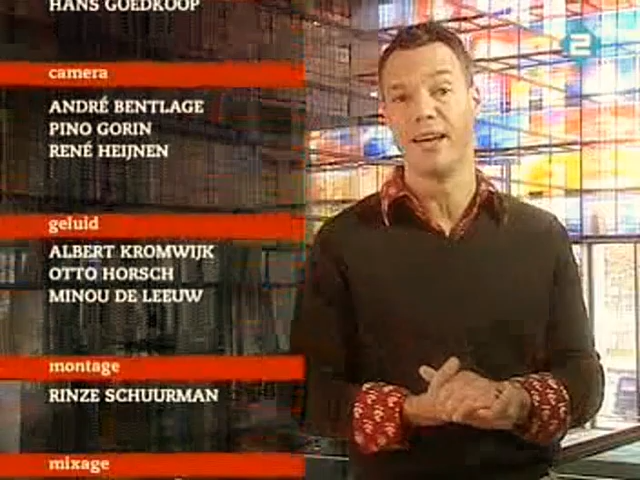 HANS GOEDKOOP
camera
ANDRÉ BENTLAGE
PINO GORIN
RENÉ HEIJNEN
geluid
ALBERT KROMWIJK
OTTO HORSCH
MINOU DE LEEUW
montage
RINZE SCHUURMAN
mixage
2